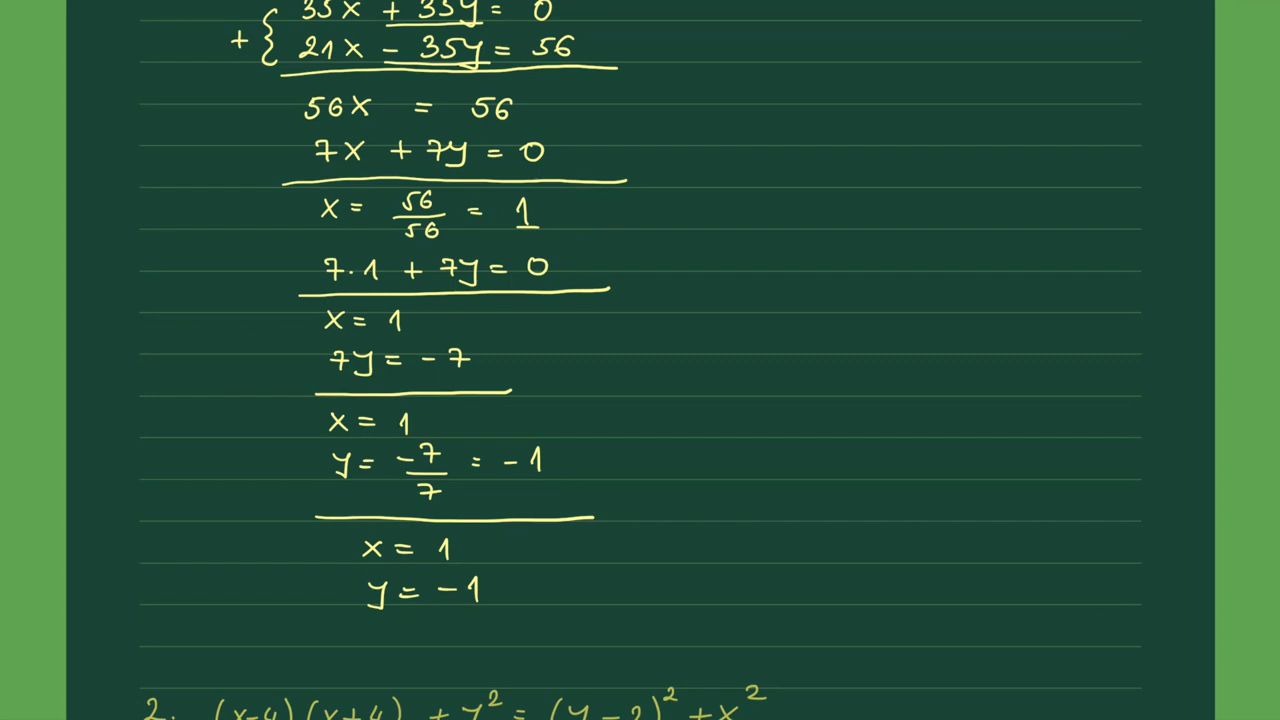 35x + 35y = 0
+ { 21x - 35y = 56
56x = 56
7x + 7y = 0
x = 56/56 = 1
7·1 + 7y = 0
x = 1
7y = -7
x = 1
y = -7/7 = -1
x = 1
y = -1
2. (x-4)(x+4) + y² = (y-2)² + x²